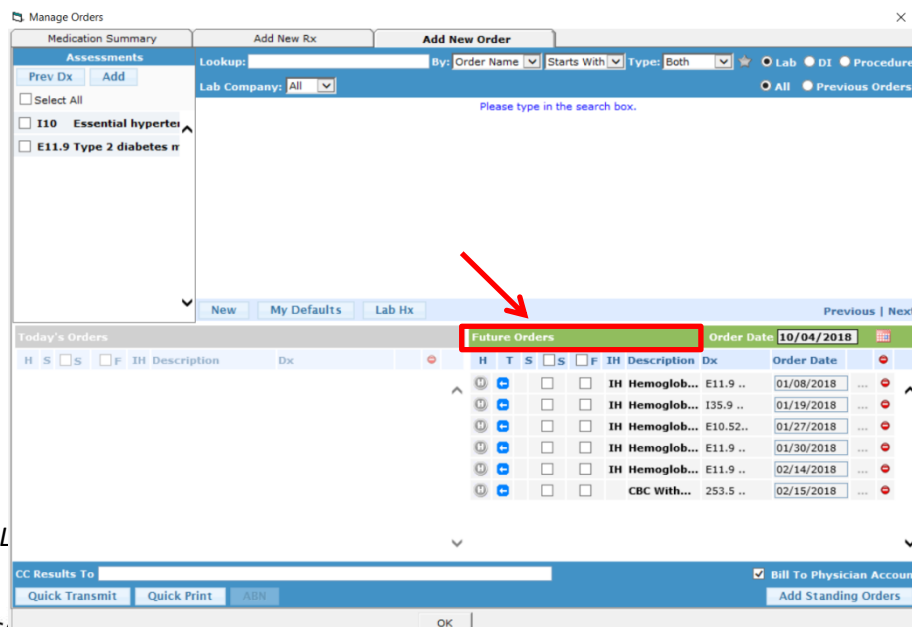 Manage Orders
Medication Summary Add New Rx Add New Order
Assessments
Prev Dx Add
Select All
I10 Essential hyperter
E11.9 Type 2 diabetes m
Lookup: By: Order Name Starts With Type: Both Lab DI Procedure
Lab Company: All All Previous Orders
Please type in the search box.
New My Defaults Lab Hx Previous | Next
Today's Orders
H S S F IH Description Dx
Future Orders Order Date 10/04/2018
H T S S F IH Description Dx Order Date
IH Hemoglob... E11.9 .. 01/08/2018 ...
IH Hemoglob... I35.9 .. 01/19/2018 ...
IH Hemoglob... E10.52.. 01/27/2018 ...
IH Hemoglob... E11.9 .. 01/30/2018 ...
IH Hemoglob... E11.9 .. 02/14/2018 ...
CBC With... 253.5 .. 02/15/2018 ...
L
CC Results To Bill To Physician Accoun
Quick Transmit Quick Print ABN Add Standing Orders
OK